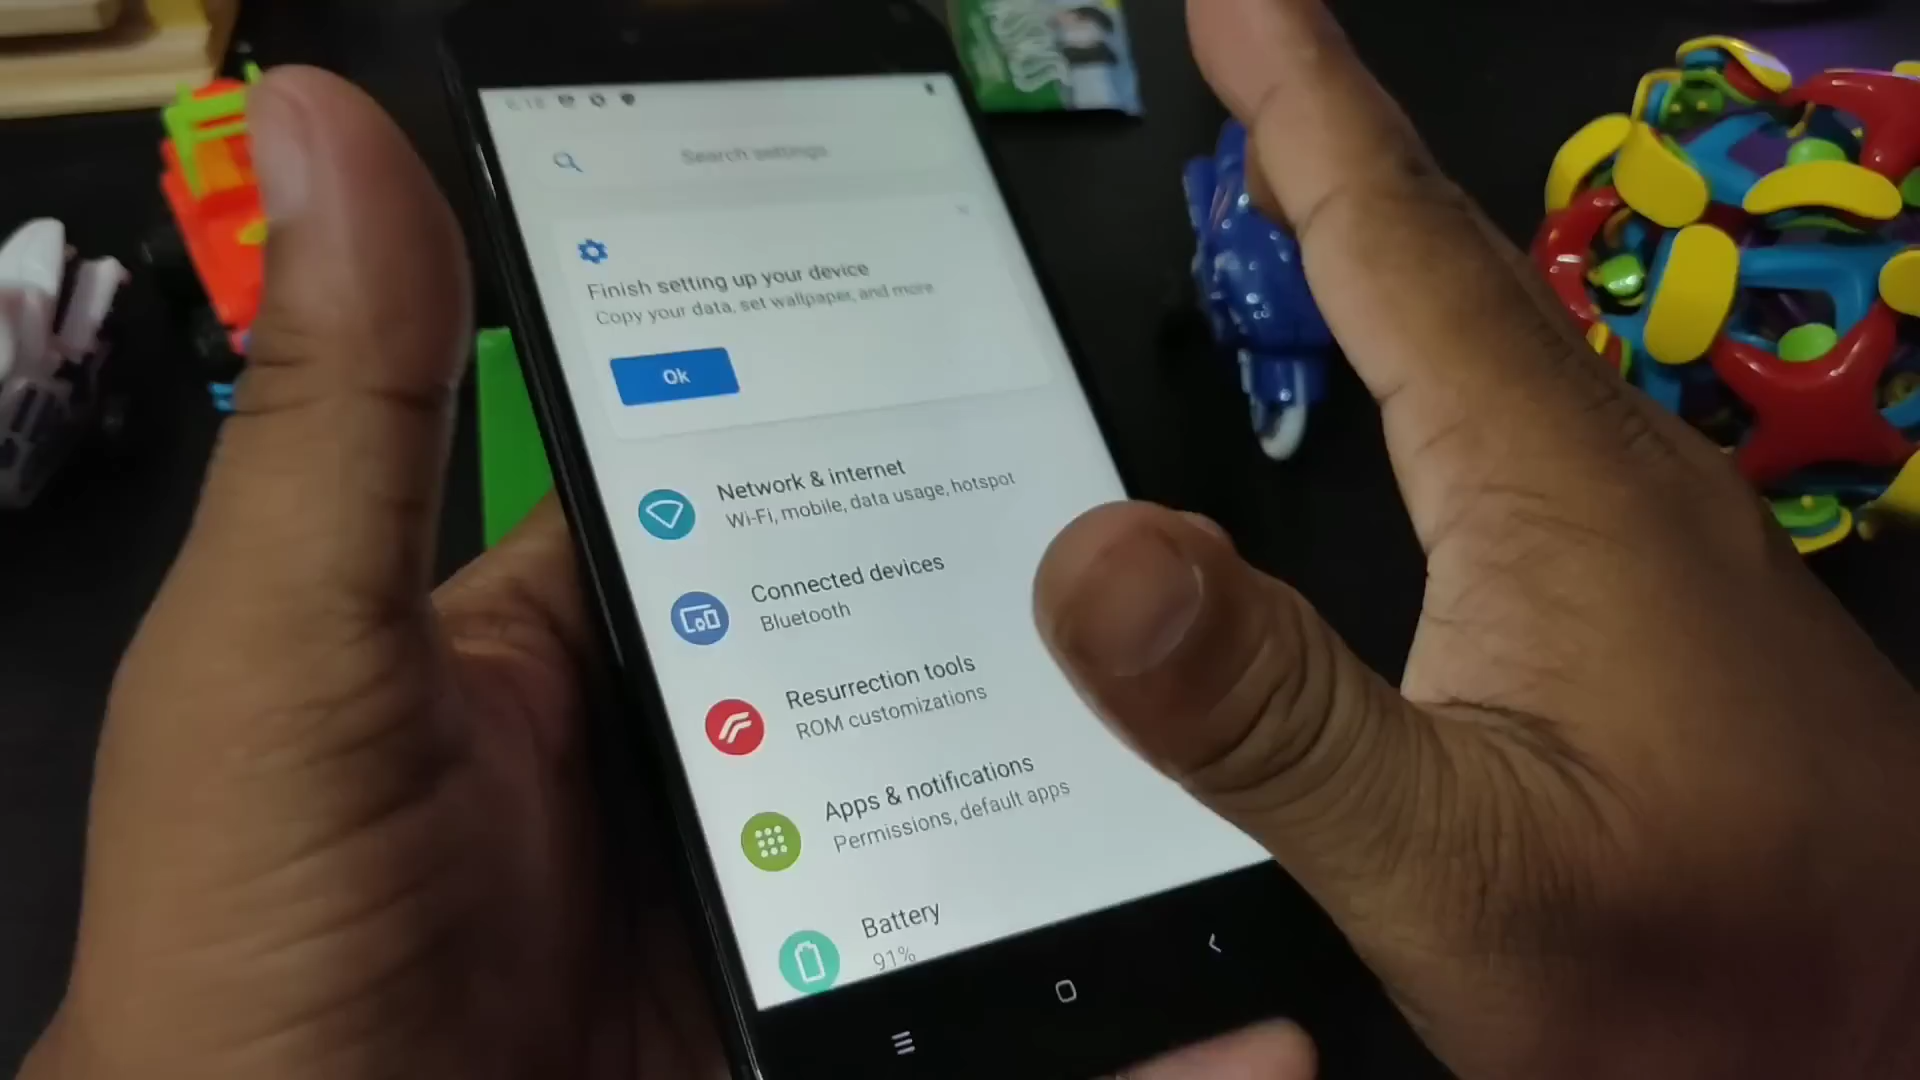 Search settings
Finish setting up your device
Copy your data, set wallpaper, and more
Ok
Network & internet
Wi-Fi, mobile, data usage, hotspot
Connected devices
Bluetooth
Resurrection tools
ROM customizations
Apps & notifications
Permissions, default apps
Battery
91%